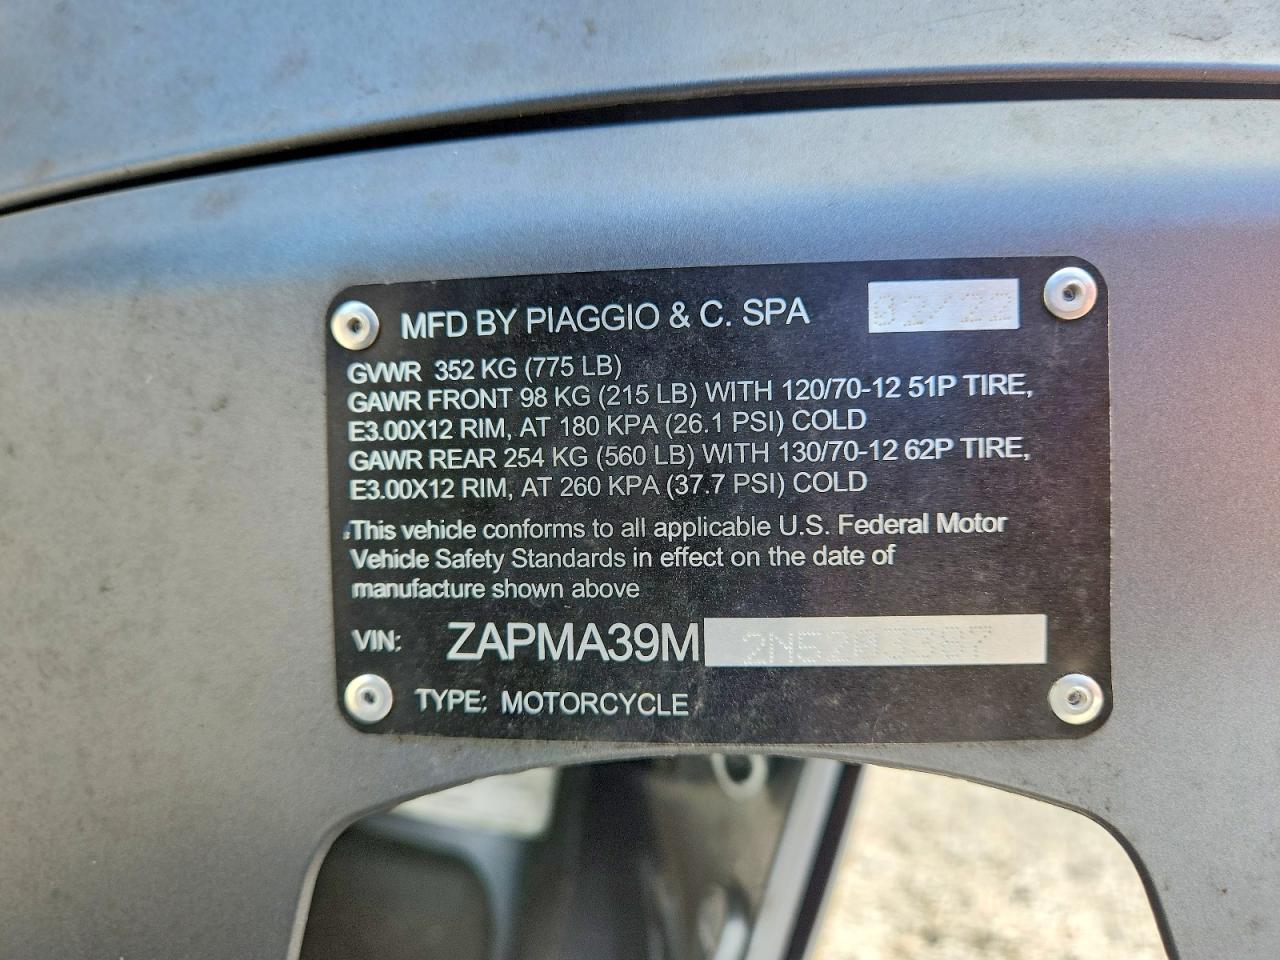 MFD BY PIAGGIO & C. SPA 02/22
GVWR 352 KG (775 LB)
GAWR FRONT 98 KG (215 LB) WITH 120/70-12 51P TIRE,
E3.00X12 RIM, AT 180 KPA (26.1 PSI) COLD
GAWR REAR 254 KG (560 LB) WITH 130/70-12 62P TIRE,
E3.00X12 RIM, AT 260 KPA (37.7 PSI) COLD
This vehicle conforms to all applicable U.S. Federal Motor
Vehicle Safety Standards in effect on the date of
manufacture shown above
VIN: ZAPMA39M
TYPE: MOTORCYCLE